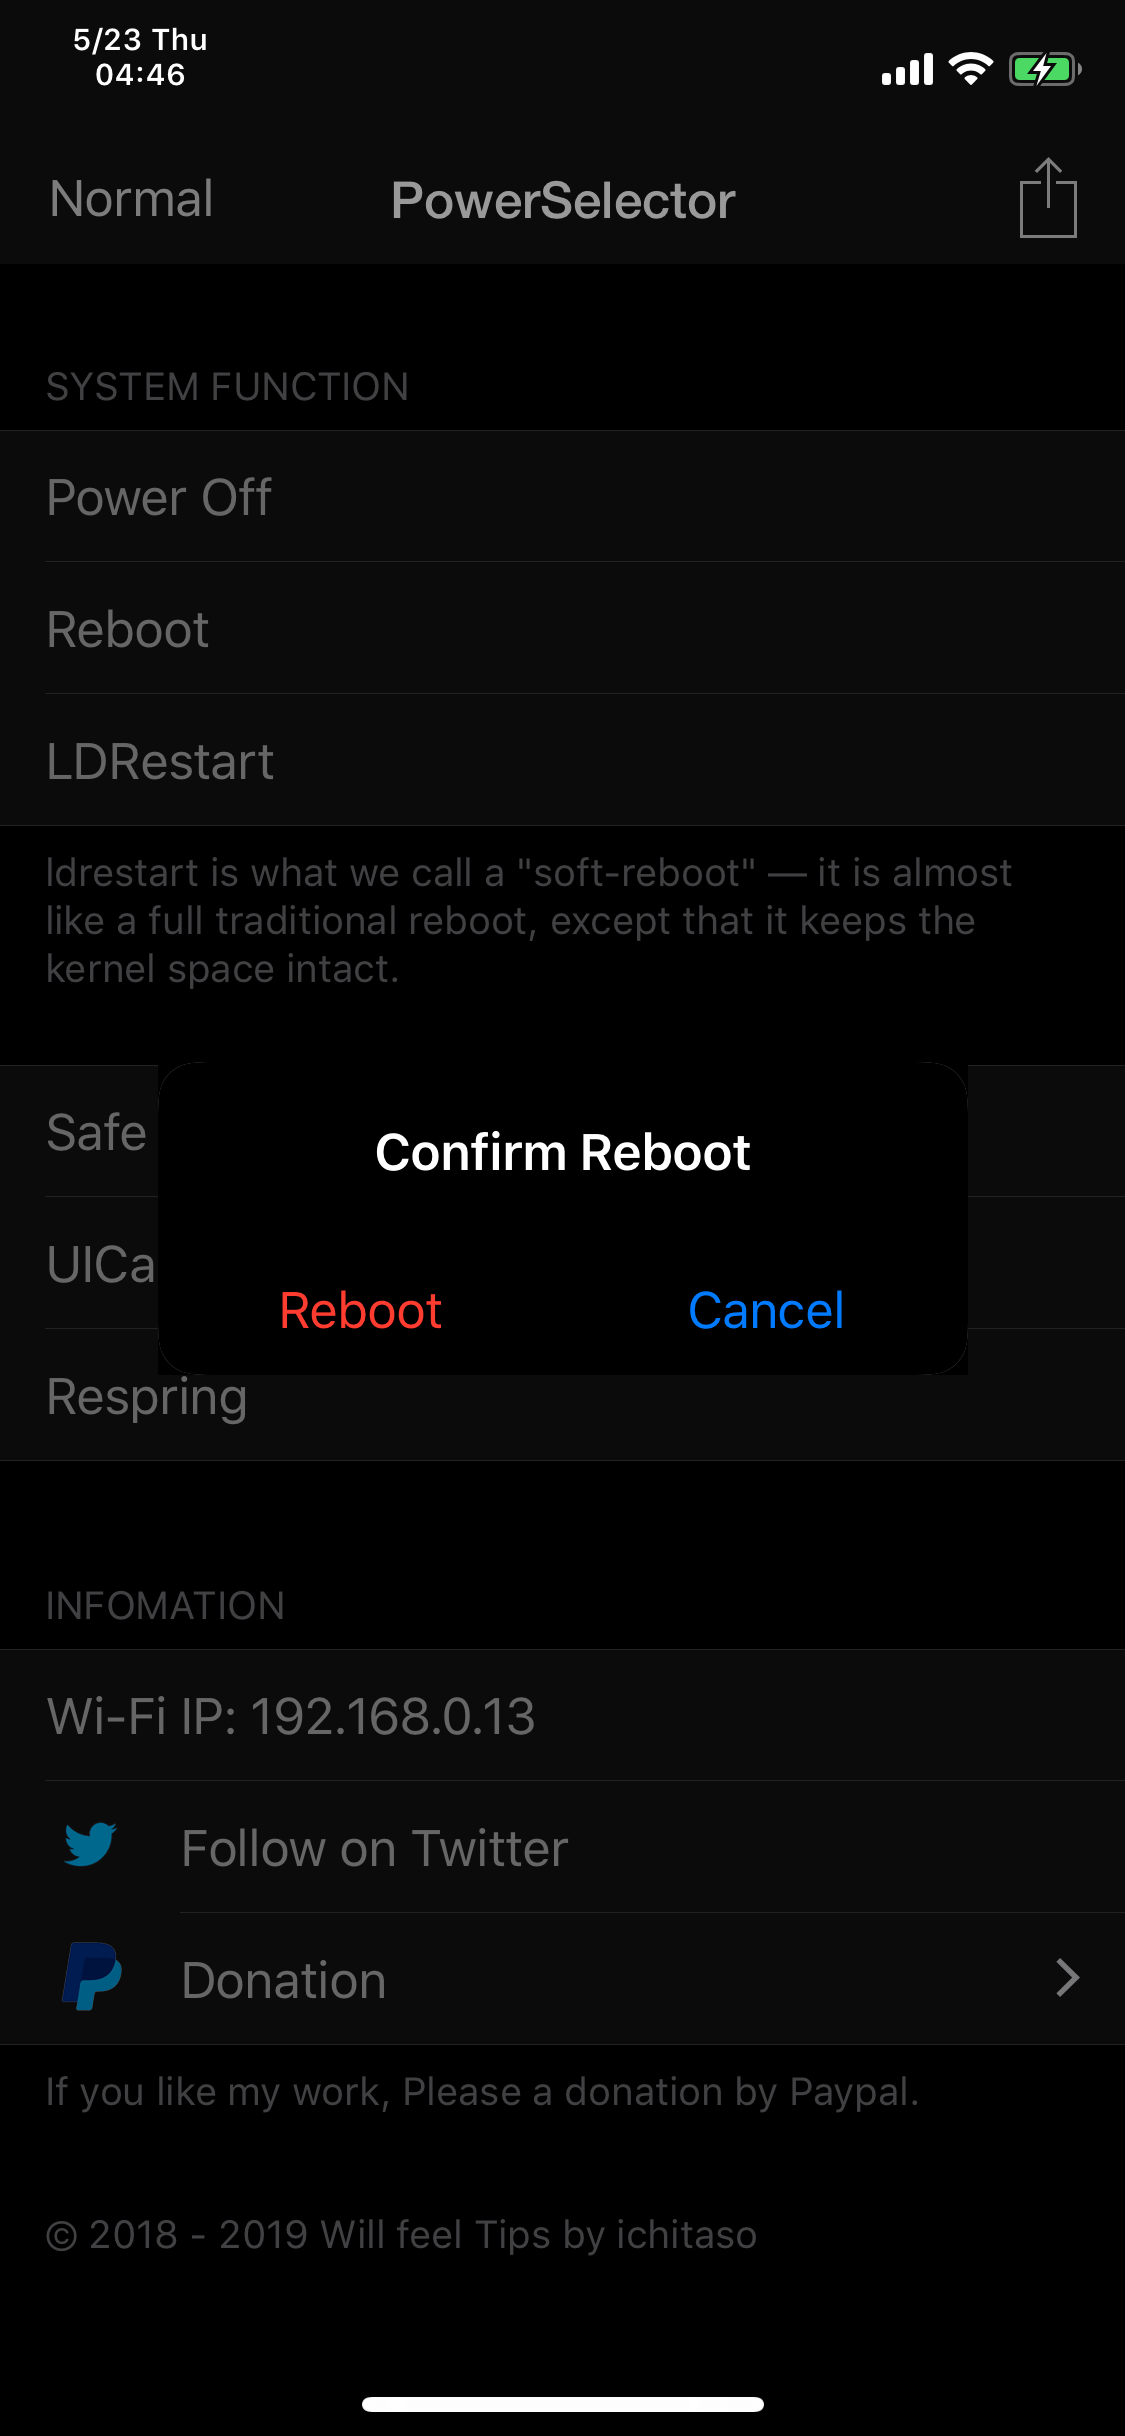 5/23 Thu
04:46
Normal
PowerSelector
SYSTEM FUNCTION
Power Off
Reboot
LDRestart
ldrestart is what we call a "soft-reboot" — it is almost
like a full traditional reboot, except that it keeps the
kernel space intact.
Safe
Confirm Reboot
UICa
Reboot
Cancel
Respring
INFOMATION
Wi-Fi IP: 192.168.0.13
Follow on Twitter
Donation
If you like my work, Please a donation by Paypal.
© 2018 - 2019 Will feel Tips by ichitaso